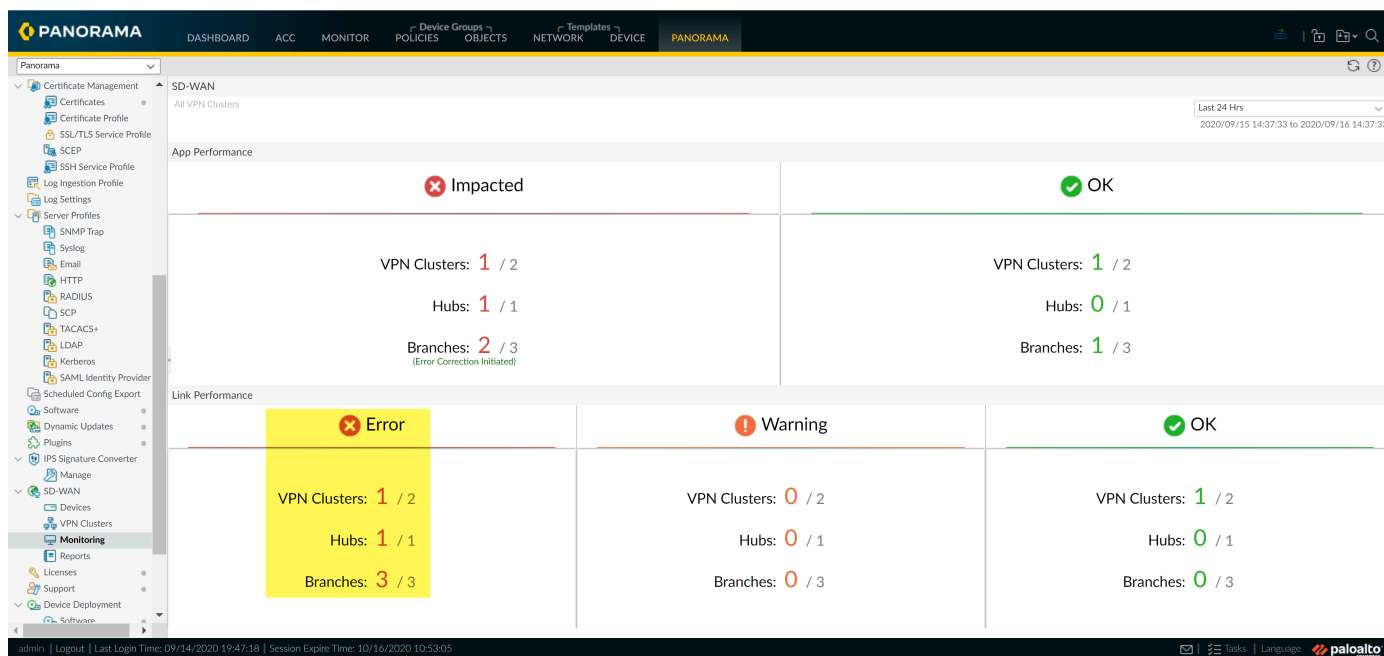 PANORAMA
DASHBOARD
ACC
MONITOR
Device Groups
POLICIES
OBJECTS
Templates
NETWORK
DEVICE
PANORAMA
Panorama
Certificate Management
Certificates
Certificate Profile
SSL/TLS Service Profile
SCEP
SSH Service Profile
Log Ingestion Profile
Log Settings
Server Profiles
SNMP Trap
Syslog
Email
HTTP
RADIUS
SCP
TACACS+
LDAP
Kerberos
SAML Identity Provider
Scheduled Config Export
Software
Dynamic Updates
Plugins
IPS Signature Converter
Manage
SD-WAN
Devices
VPN Clusters
Monitoring
Reports
Licenses
Support
Device Deployment
Software
SD-WAN
All VPN Clusters
Last 24 Hrs
2020/09/15 14:37:33 to 2020/09/16 14:37:33
App Performance
Impacted
VPN Clusters: 1 / 2
Hubs: 1 / 1
Branches: 2 / 3
(Error Correction Initiated)
OK
VPN Clusters: 1 / 2
Hubs: 0 / 1
Branches: 1 / 3
Link Performance
Error
VPN Clusters: 1 / 2
Hubs: 1 / 1
Branches: 3 / 3
Warning
VPN Clusters: 0 / 2
Hubs: 0 / 1
Branches: 0 / 3
OK
VPN Clusters: 1 / 2
Hubs: 0 / 1
Branches: 0 / 3
admin | Logout | Last Login Time: 09/14/2020 19:47:18 | Session Expire Time: 10/16/2020 10:53:05
Tasks | Language
paloalto